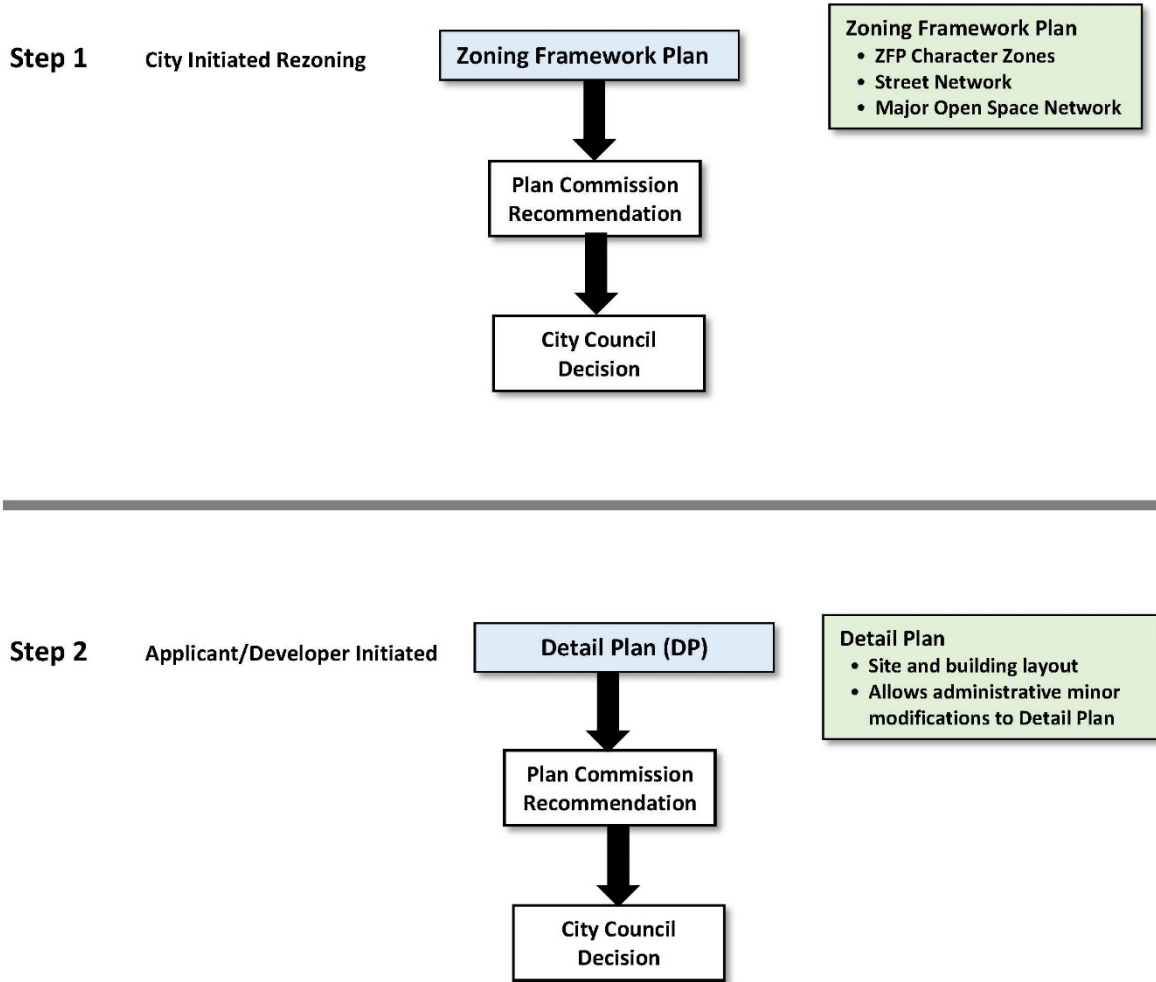 Step 1
City Initiated Rezoning
Zoning Framework Plan
Zoning Framework Plan
• ZFP Character Zones
• Street Network
• Major Open Space Network
Plan Commission
Recommendation
City Council
Decision
Step 2
Applicant/Developer Initiated
Detail Plan (DP)
Detail Plan
• Site and building layout
• Allows administrative minor
modifications to Detail Plan
Plan Commission
Recommendation
City Council
Decision